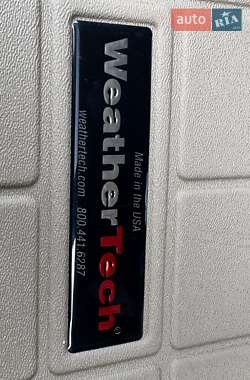 auto RIA
Made in the USA
WeatherTech®
weathertech.com 800.441.6287